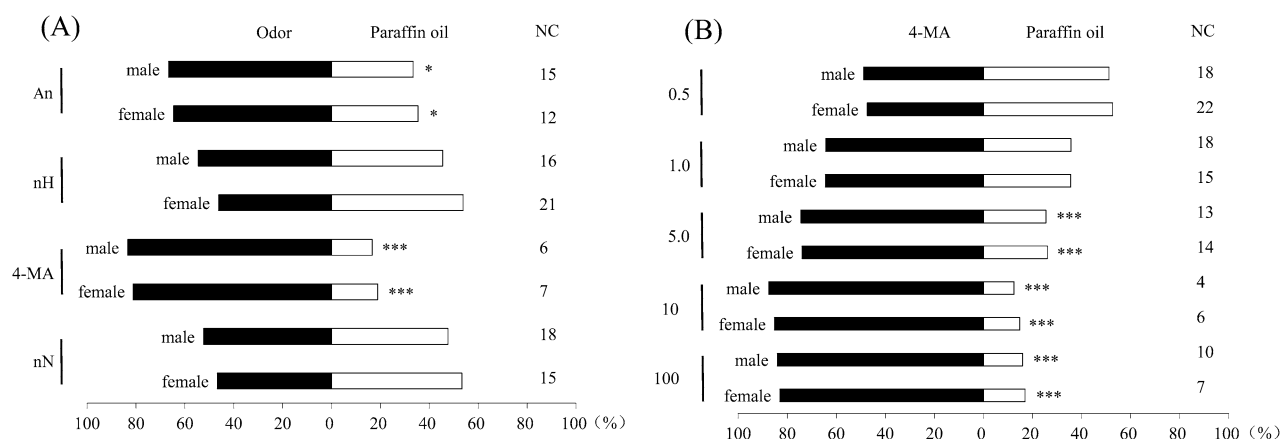 (A)
Odor Paraffin oil NC
An
male * 15
female * 12
nH
male 16
female 21
4-MA
male *** 6
female *** 7
nN
male 18
female 15
100 80 60 40 20 0 20 40 60 80 100 (%)
(B)
4-MA Paraffin oil NC
0.5
male 18
female 22
1.0
male 18
female 15
5.0
male *** 13
female *** 14
10
male *** 4
female *** 6
100
male *** 10
female *** 7
100 80 60 40 20 0 20 40 60 80 100 (%)